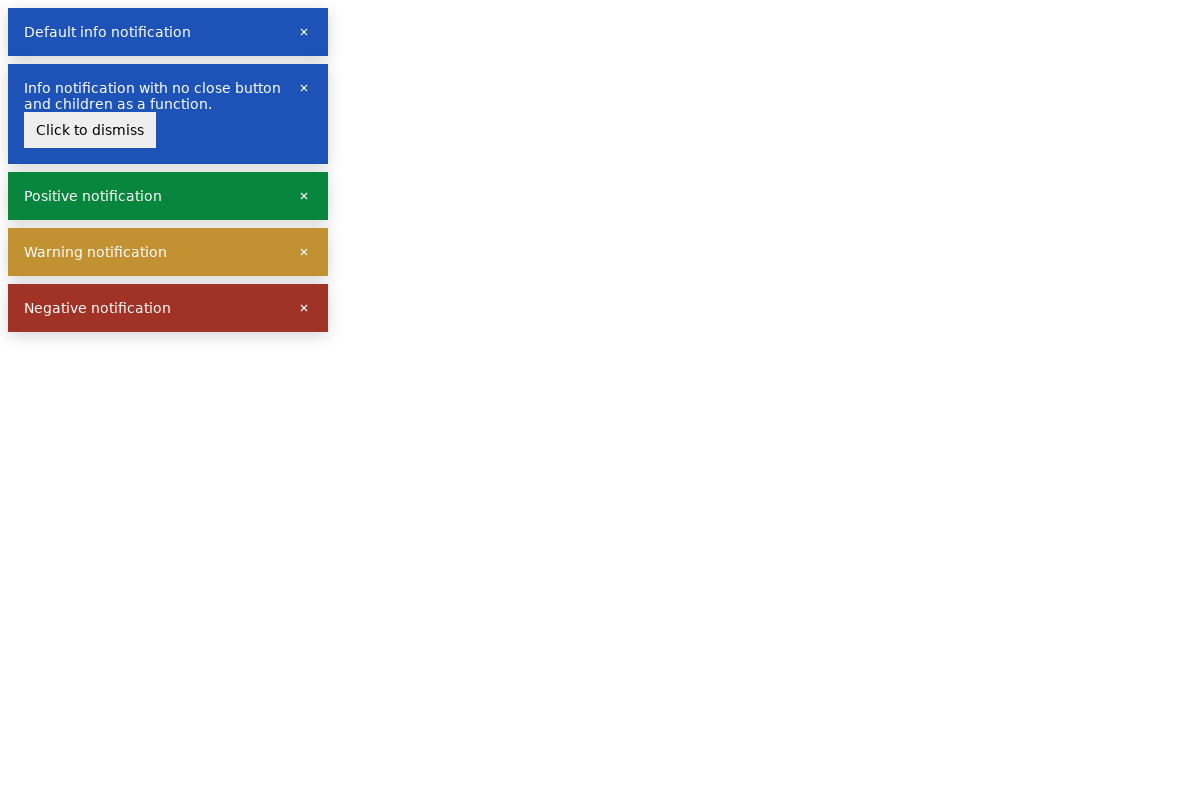 Default info notification ×
Info notification with no close button ×
and children as a function.
Click to dismiss
Positive notification ×
Warning notification ×
Negative notification ×